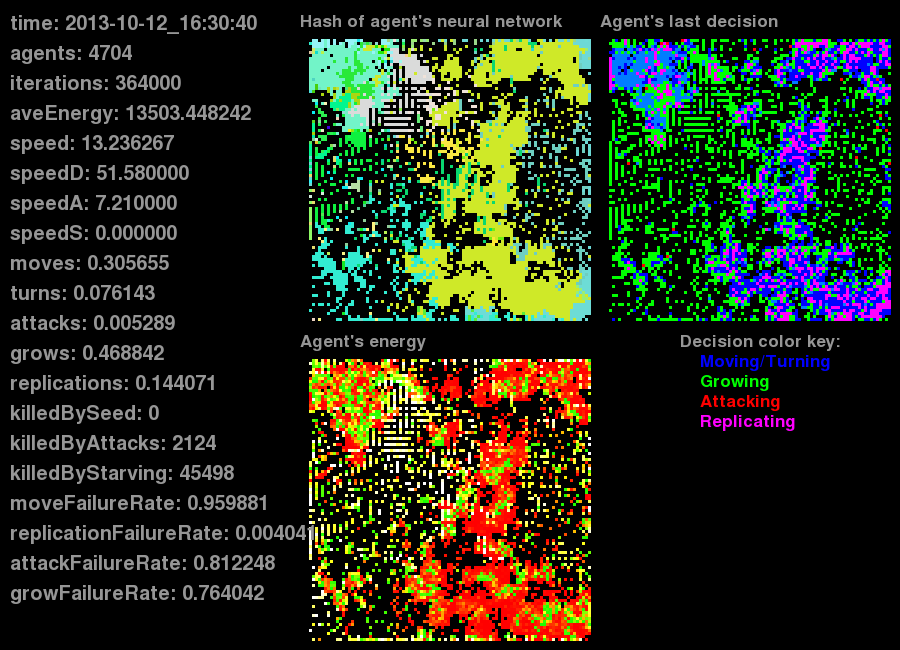 time: 2013-10-12_16:30:40
agents: 4704
iterations: 364000
aveEnergy: 13503.448242
speed: 13.236267
speedD: 51.580000
speedA: 7.210000
speedS: 0.000000
moves: 0.305655
turns: 0.076143
attacks: 0.005289
grows: 0.468842
replications: 0.144071
killedBySeed: 0
killedByAttacks: 2124
killedByStarving: 45498
moveFailureRate: 0.959881
replicationFailureRate: 0.004041
attackFailureRate: 0.812248
growFailureRate: 0.764042
Hash of agent's neural network
Agent's last decision
Agent's energy
Decision color key:
Moving/Turning
Growing
Attacking
Replicating